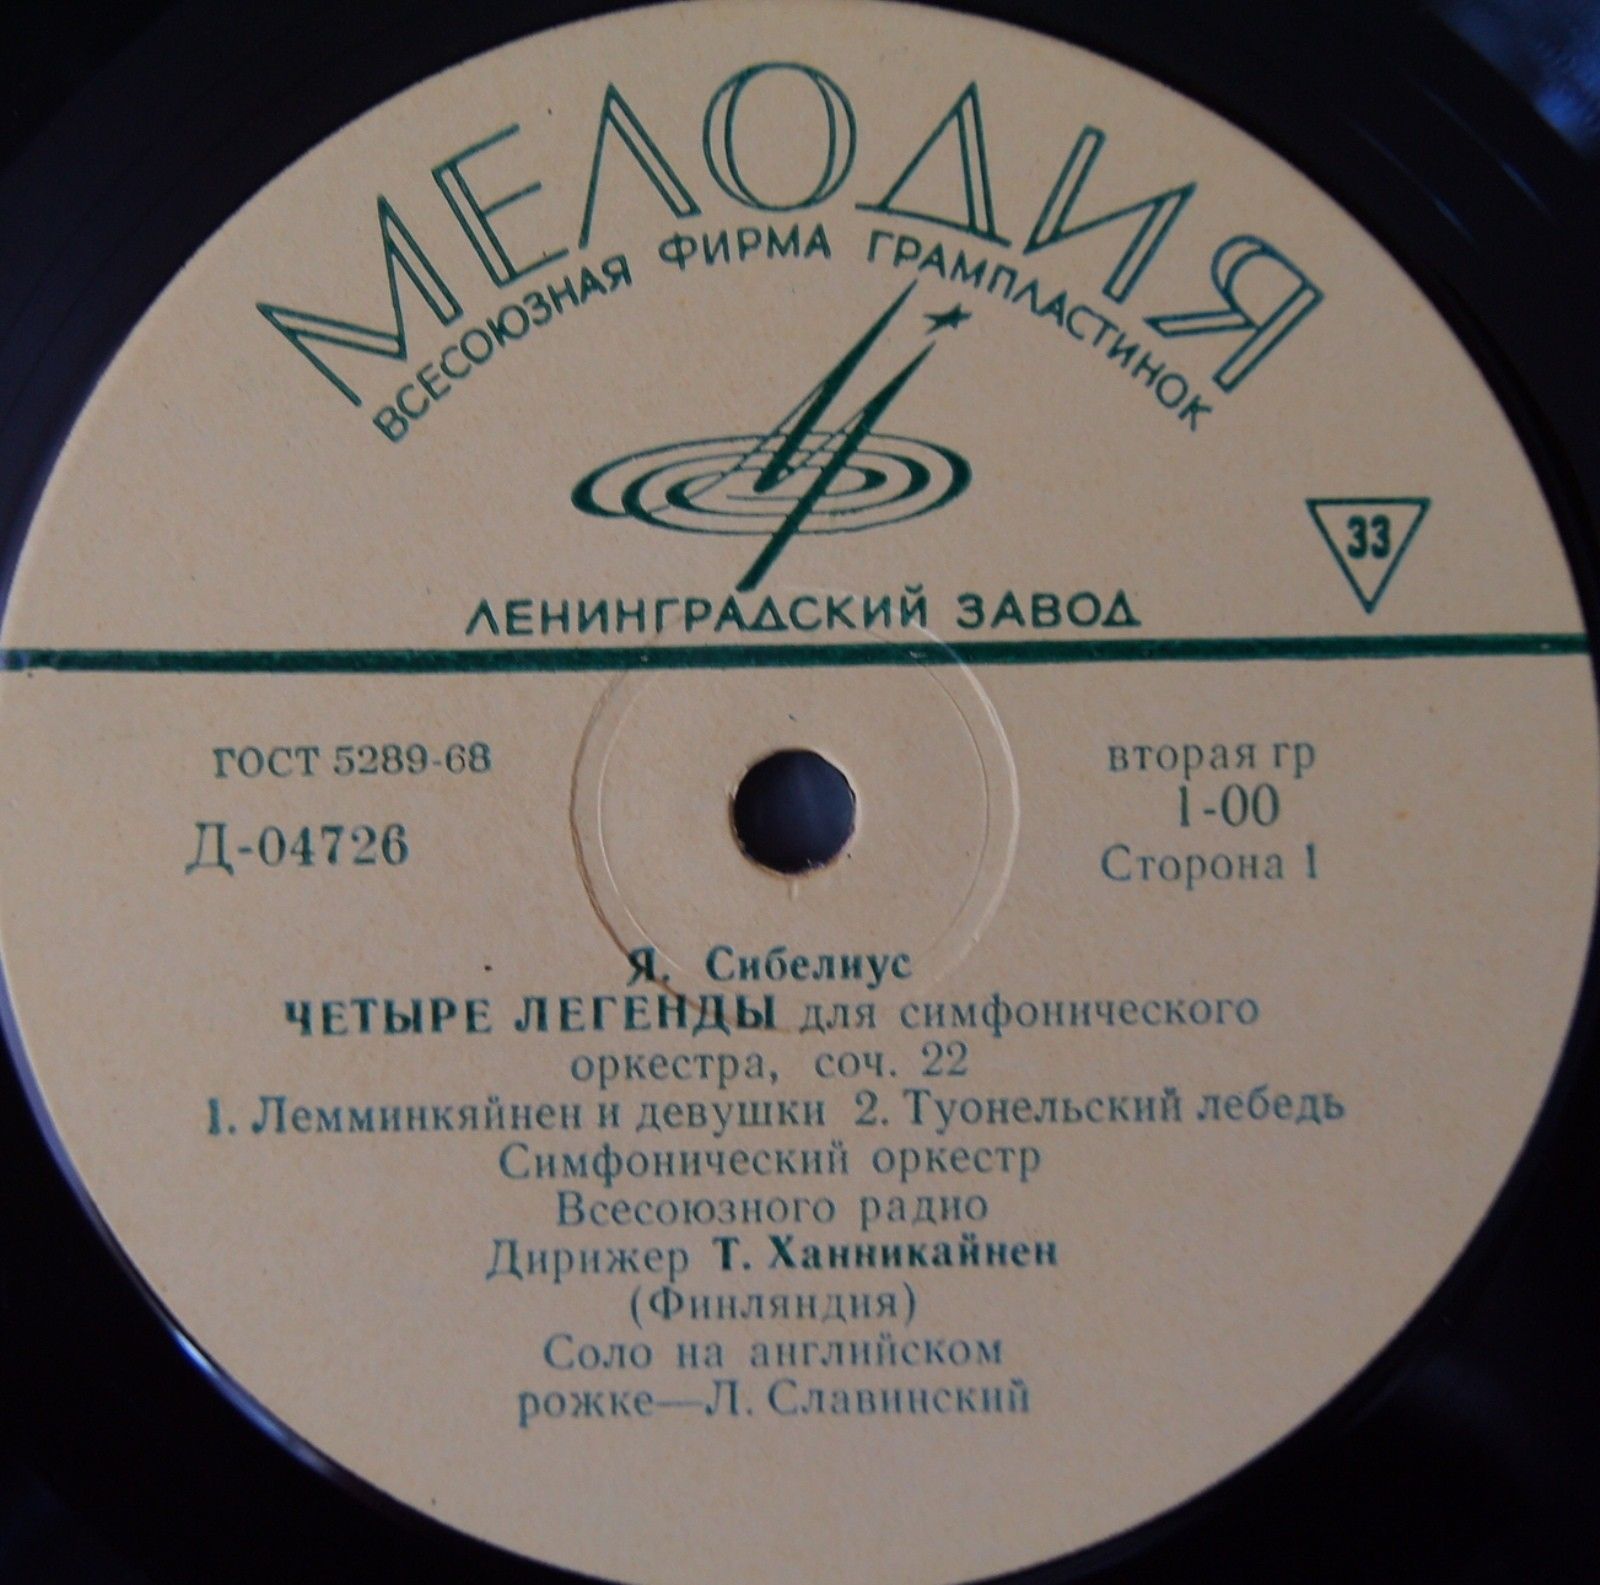 МЕЛОДИЯ
ВСЕСОЮЗНАЯ ФИРМА ГРАМПЛАСТИНОК
33
ЛЕНИНГРАДСКИЙ ЗАВОД
ГОСТ 5289-68
вторая гр
1-00
Д-04726
Сторона 1
Я. Сибелиус
ЧЕТЫРЕ ЛЕГЕНДЫ для симфонического
оркестра, соч. 22
1. Лемминкяйнен и девушки 2. Туонельский лебедь
Симфонический оркестр
Всесоюзного радио
Дирижер Т. Ханникайнен
(Финляндия)
Соло на английском
рожке—Л. Славинский